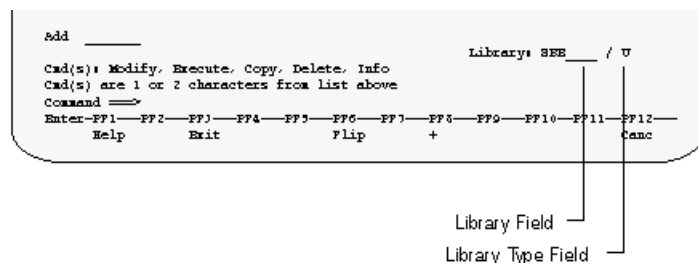 Add _______
Library: SBE____ / U
Cmd(s): Modify, Execute, Copy, Delete, Info
Cmd(s) are 1 or 2 characters from list above
Command ==>
Enter-PF1---PF2---PF3---PF4---PF5---PF6---PF7---PF8---PF9---PF10--PF11--PF12---
Help Exit Flip + Canc
Library Field
Library Type Field